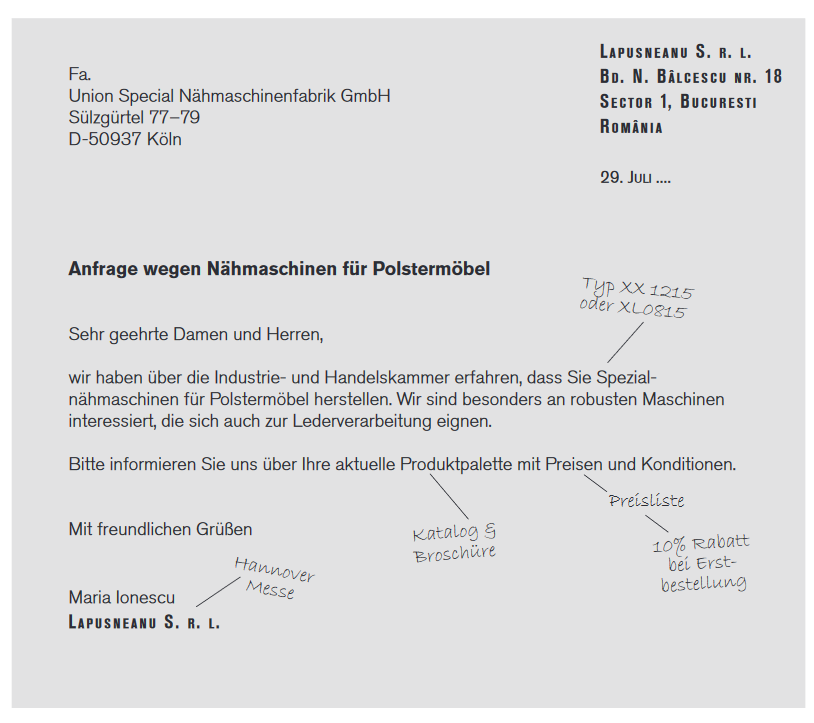 Fa.
Union Special Nähmaschinenfabrik GmbH
Sülzgürtel 77–79
D-50937 Köln
Lapusneanu S. r. l.
Bd. N. Bălcescu nr. 18
Sector 1, Bucuresti
România
29. Juli ....
Anfrage wegen Nähmaschinen für Polstermöbel
Typ XX 1215
oder XL0815
Sehr geehrte Damen und Herren,
wir haben über die Industrie- und Handelskammer erfahren, dass Sie Spezial-
nähmaschinen für Polstermöbel herstellen. Wir sind besonders an robusten Maschinen
interessiert, die sich auch zur Lederverarbeitung eignen.
Bitte informieren Sie uns über Ihre aktuelle Produktpalette mit Preisen und Konditionen.
Preisliste
Katalog &
Broschüre
10% Rabatt
bei Erst-
bestellung
Mit freundlichen Grüßen
Hannover
Messe
Maria Ionescu
Lapusneanu S. r. l.